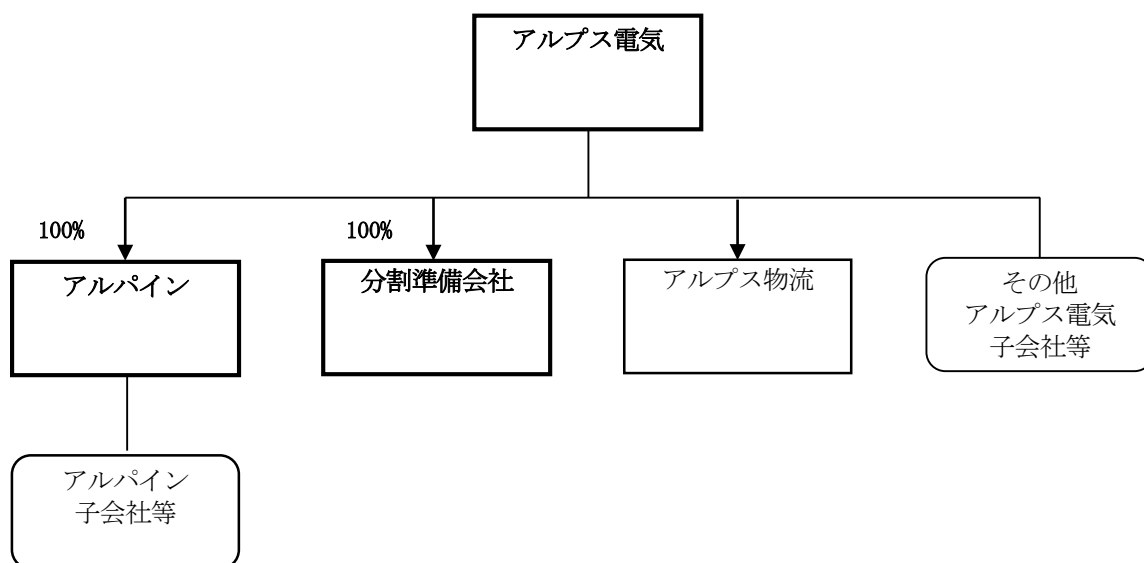 アルプス電気
100%
100%
アルパイン
分割準備会社
アルプス物流
その他
アルプス電気
子会社等
アルパイン
子会社等